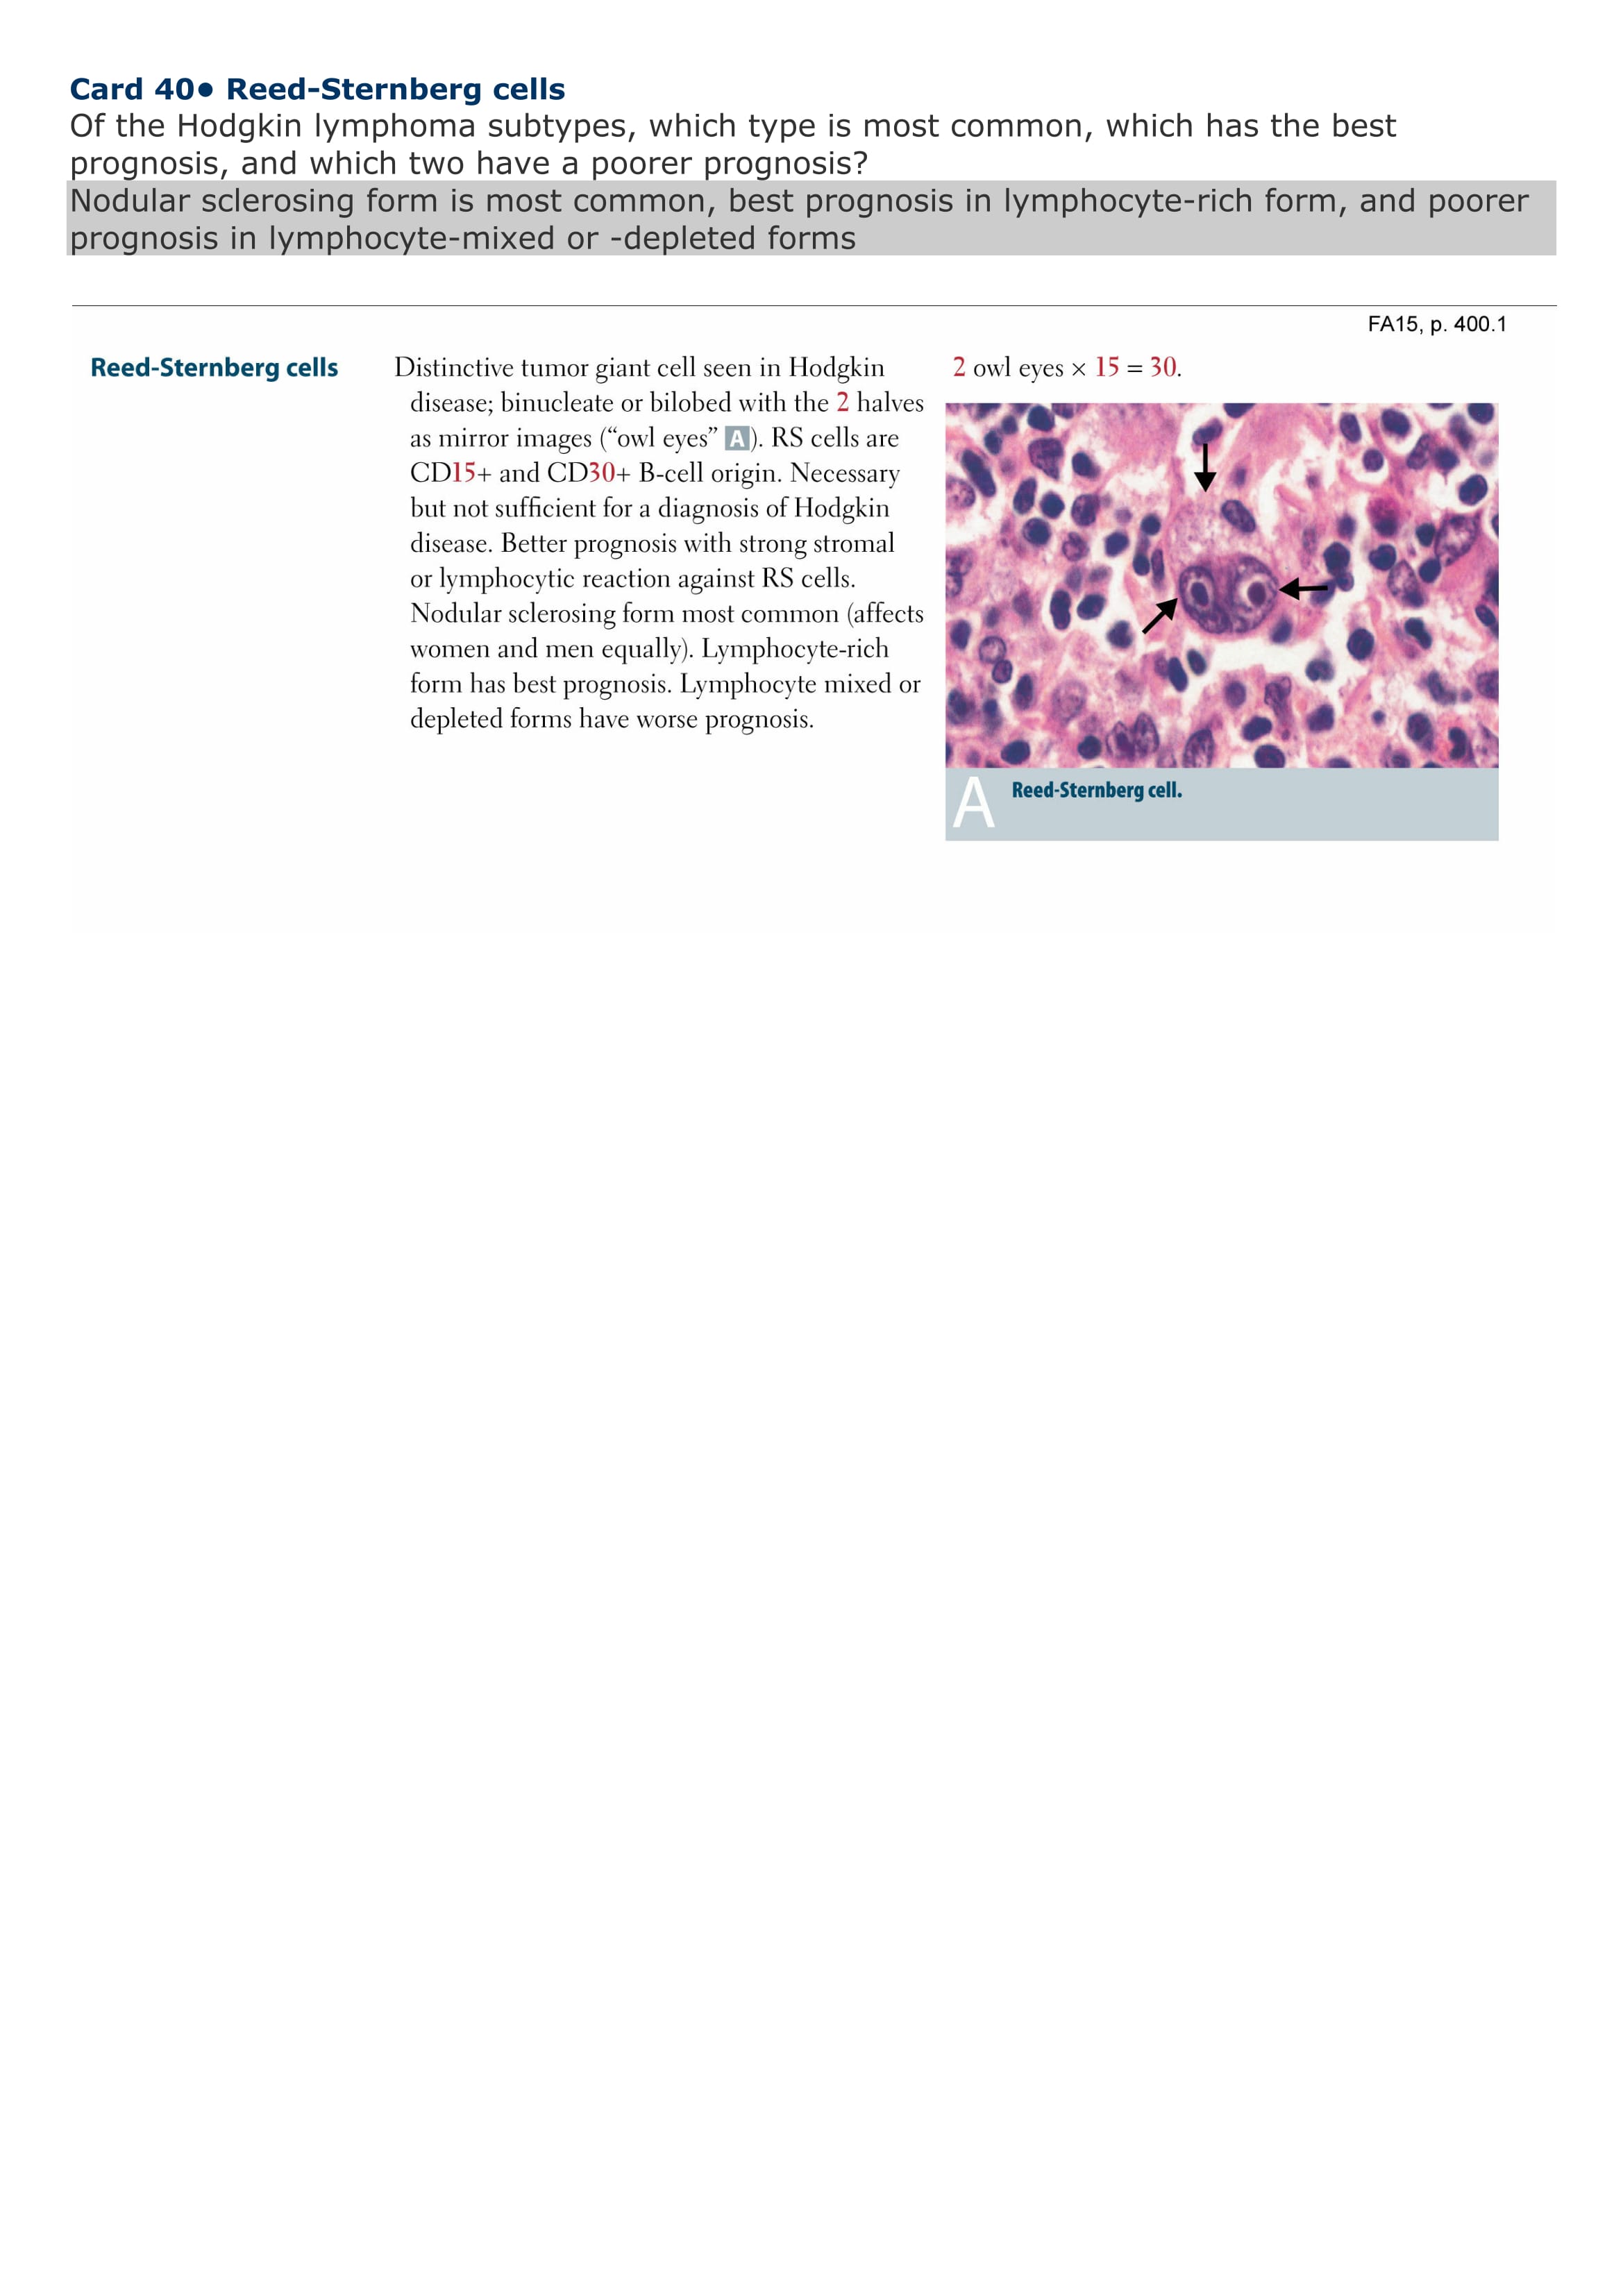 Card 40• Reed-Sternberg cells
Of the Hodgkin lymphoma subtypes, which type is most common, which has the best
prognosis, and which two have a poorer prognosis?
Nodular sclerosing form is most common, best prognosis in lymphocyte-rich form, and poorer
prognosis in lymphocyte-mixed or -depleted forms
FA15, p. 400.1
Reed-Sternberg cells
Distinctive tumor giant cell seen in Hodgkin
disease; binucleate or bilobed with the 2 halves
as mirror images (“owl eyes” A). RS cells are
CD15+ and CD30+ B-cell origin. Necessary
but not sufficient for a diagnosis of Hodgkin
disease. Better prognosis with strong stromal
or lymphocytic reaction against RS cells.
Nodular sclerosing form most common (affects
women and men equally). Lymphocyte-rich
form has best prognosis. Lymphocyte mixed or
depleted forms have worse prognosis.
2 owl eyes × 15 = 30.
A Reed-Sternberg cell.